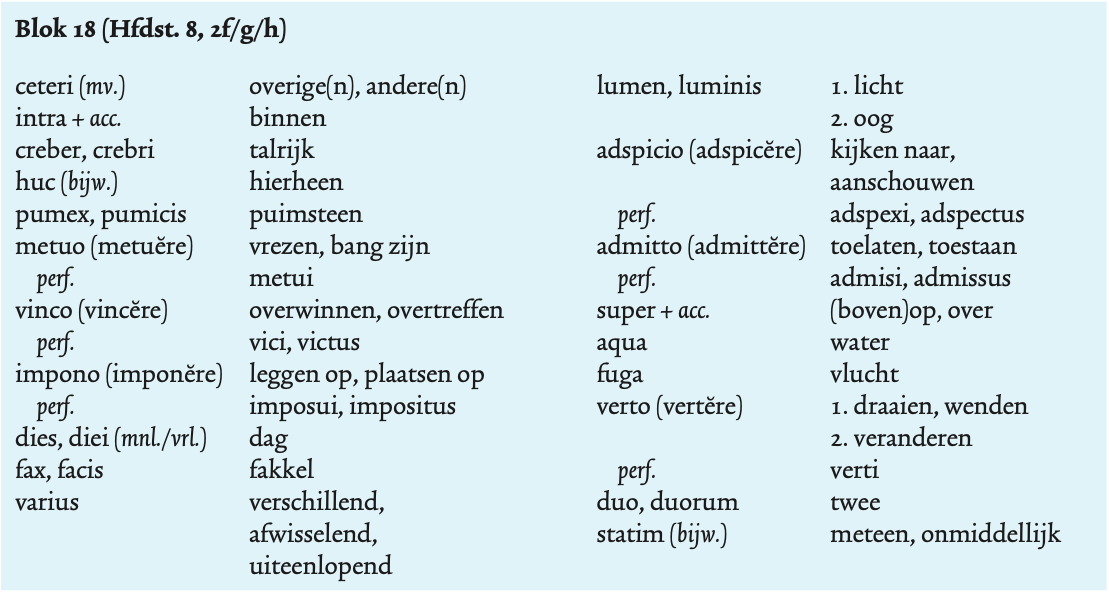 Blok 18 (Hfdst. 8, 2f/g/h)
ceteri (mv.) overige(n), andere(n)
intra + acc. binnen
creber, crebri talrijk
huc (bijw.) hierheen
pumex, pumicis puimsteen
metuo (metuĕre) vrezen, bang zijn
perf. metui
vinco (vincĕre) overwinnen, overtreffen
perf. vici, victus
impono (imponĕre) leggen op, plaatsen op
perf. imposui, impositus
dies, diei (mnl./vrl.) dag
fax, facis fakkel
varius verschillend,
afwisselend,
uiteenlopend
lumen, luminis 1. licht
2. oog
adspicio (adspicĕre) kijken naar,
aanschouwen
perf. adspexi, adspectus
admitto (admittĕre) toelaten, toestaan
perf. admisi, admissus
super + acc. (boven)op, over
aqua water
fuga vlucht
verto (vertĕre) 1. draaien, wenden
2. veranderen
perf. verti
duo, duorum twee
statim (bijw.) meteen, onmiddellijk